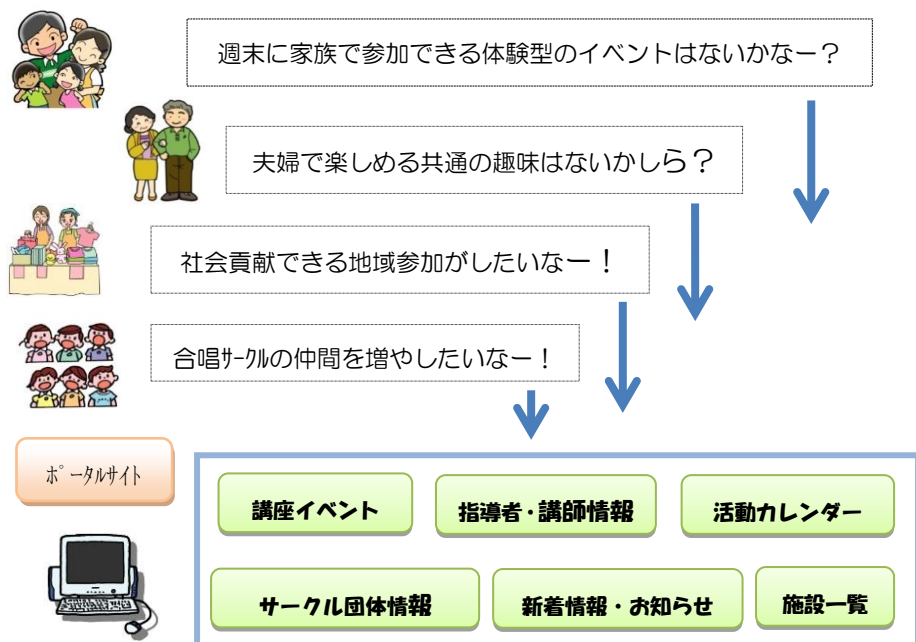 週末に家族で参加できる体験型のイベントはないかなー？
夫婦で楽しめる共通の趣味はないかしら？
社会貢献できる地域参加がしたいなー！
合唱ｻｰｸﾙの仲間を増やしたいなー！
ﾎﾟｰﾀﾙサイト
講座イベント
指導者・講師情報
活動カレンダー
サークル団体情報
新着情報・お知らせ
施設一覧